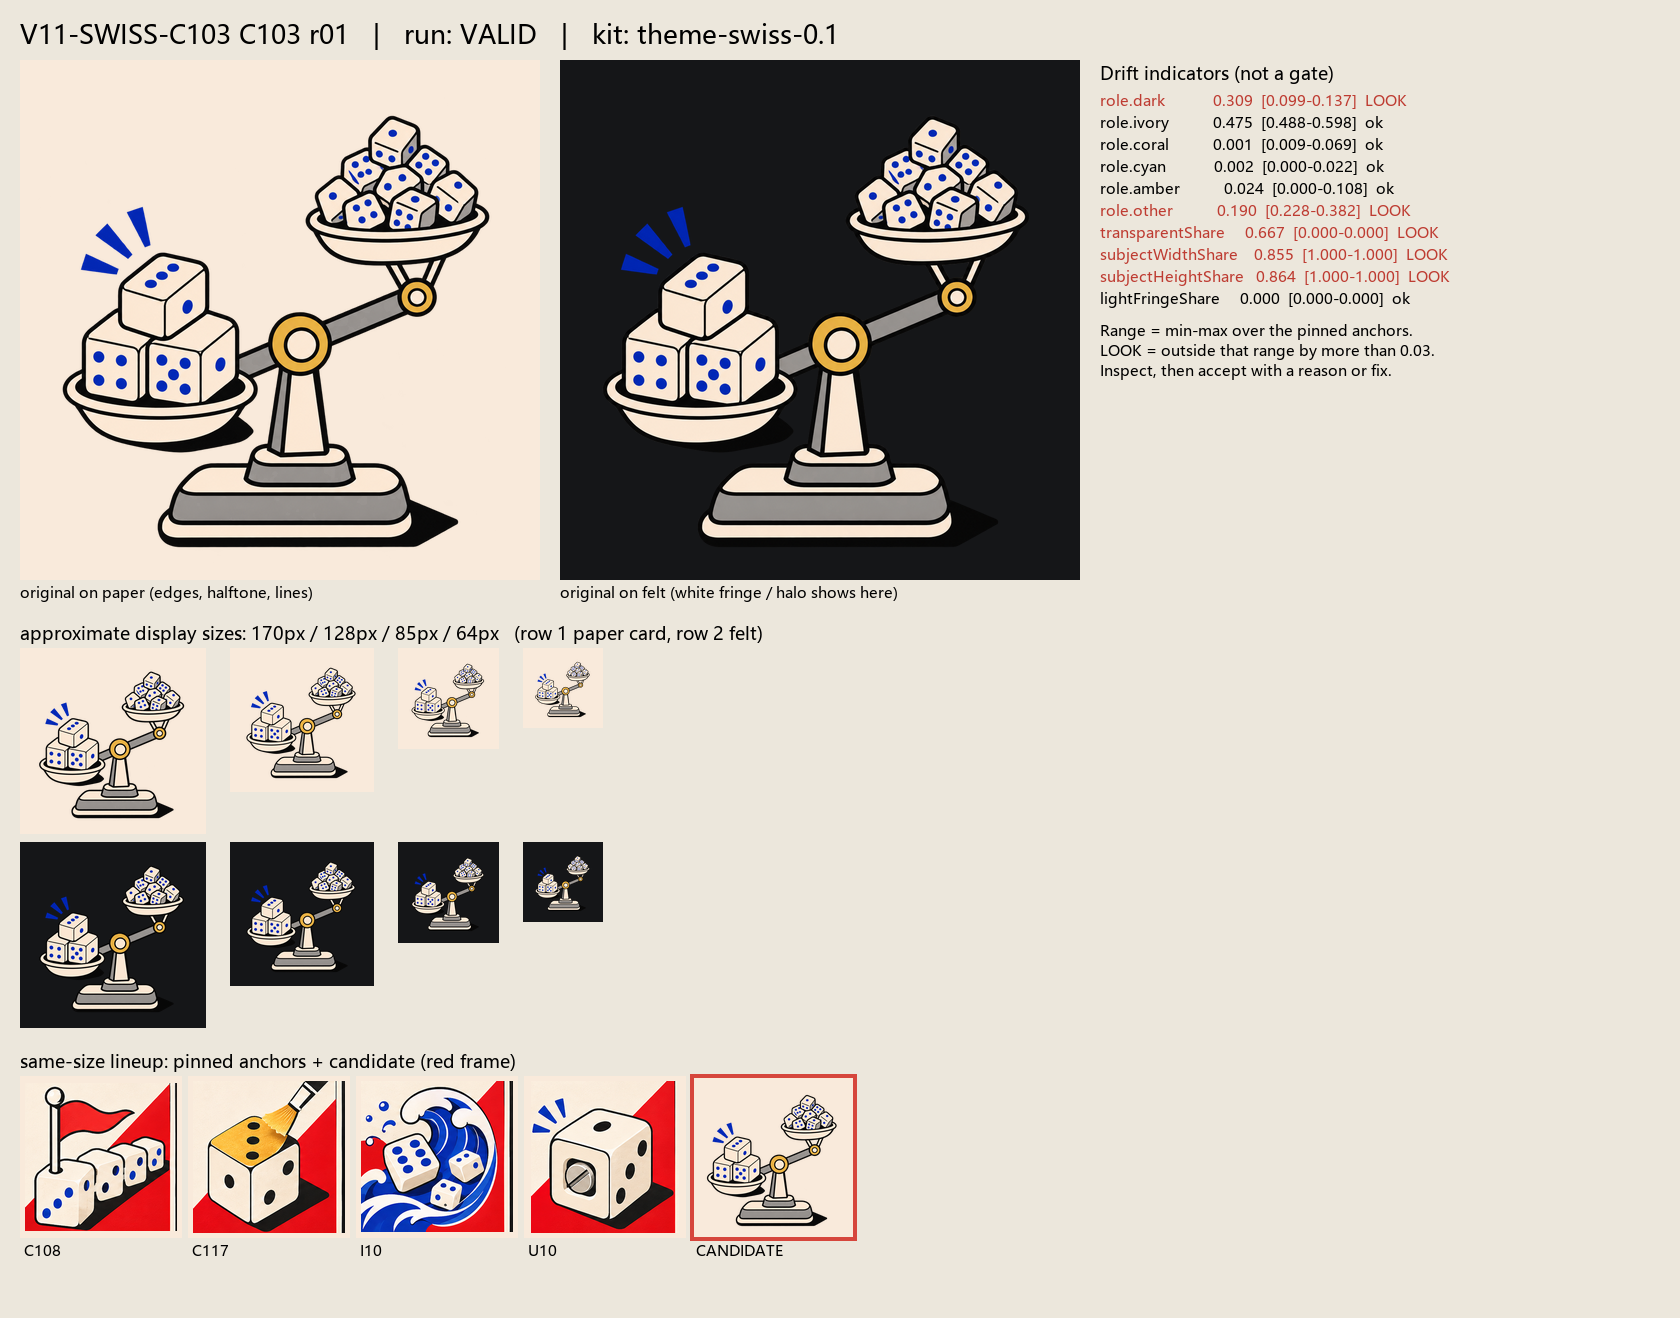 V11-SWISS-C103 C103 r01 | run: VALID | kit: theme-swiss-0.1
Drift indicators (not a gate)
role.dark 0.309 [0.099-0.137] LOOK
role.ivory 0.475 [0.488-0.598] ok
role.coral 0.001 [0.009-0.069] ok
role.cyan 0.002 [0.000-0.022] ok
role.amber 0.024 [0.000-0.108] ok
role.other 0.190 [0.228-0.382] LOOK
transparentShare 0.667 [0.000-0.000] LOOK
subjectWidthShare 0.855 [1.000-1.000] LOOK
subjectHeightShare 0.864 [1.000-1.000] LOOK
lightFringeShare 0.000 [0.000-0.000] ok
Range = min-max over the pinned anchors.
LOOK = outside that range by more than 0.03.
Inspect, then accept with a reason or fix.
original on paper (edges, halftone, lines)
original on felt (white fringe / halo shows here)
approximate display sizes: 170px / 128px / 85px / 64px (row 1 paper card, row 2 felt)
same-size lineup: pinned anchors + candidate (red frame)
C108
C117
I10
U10
CANDIDATE